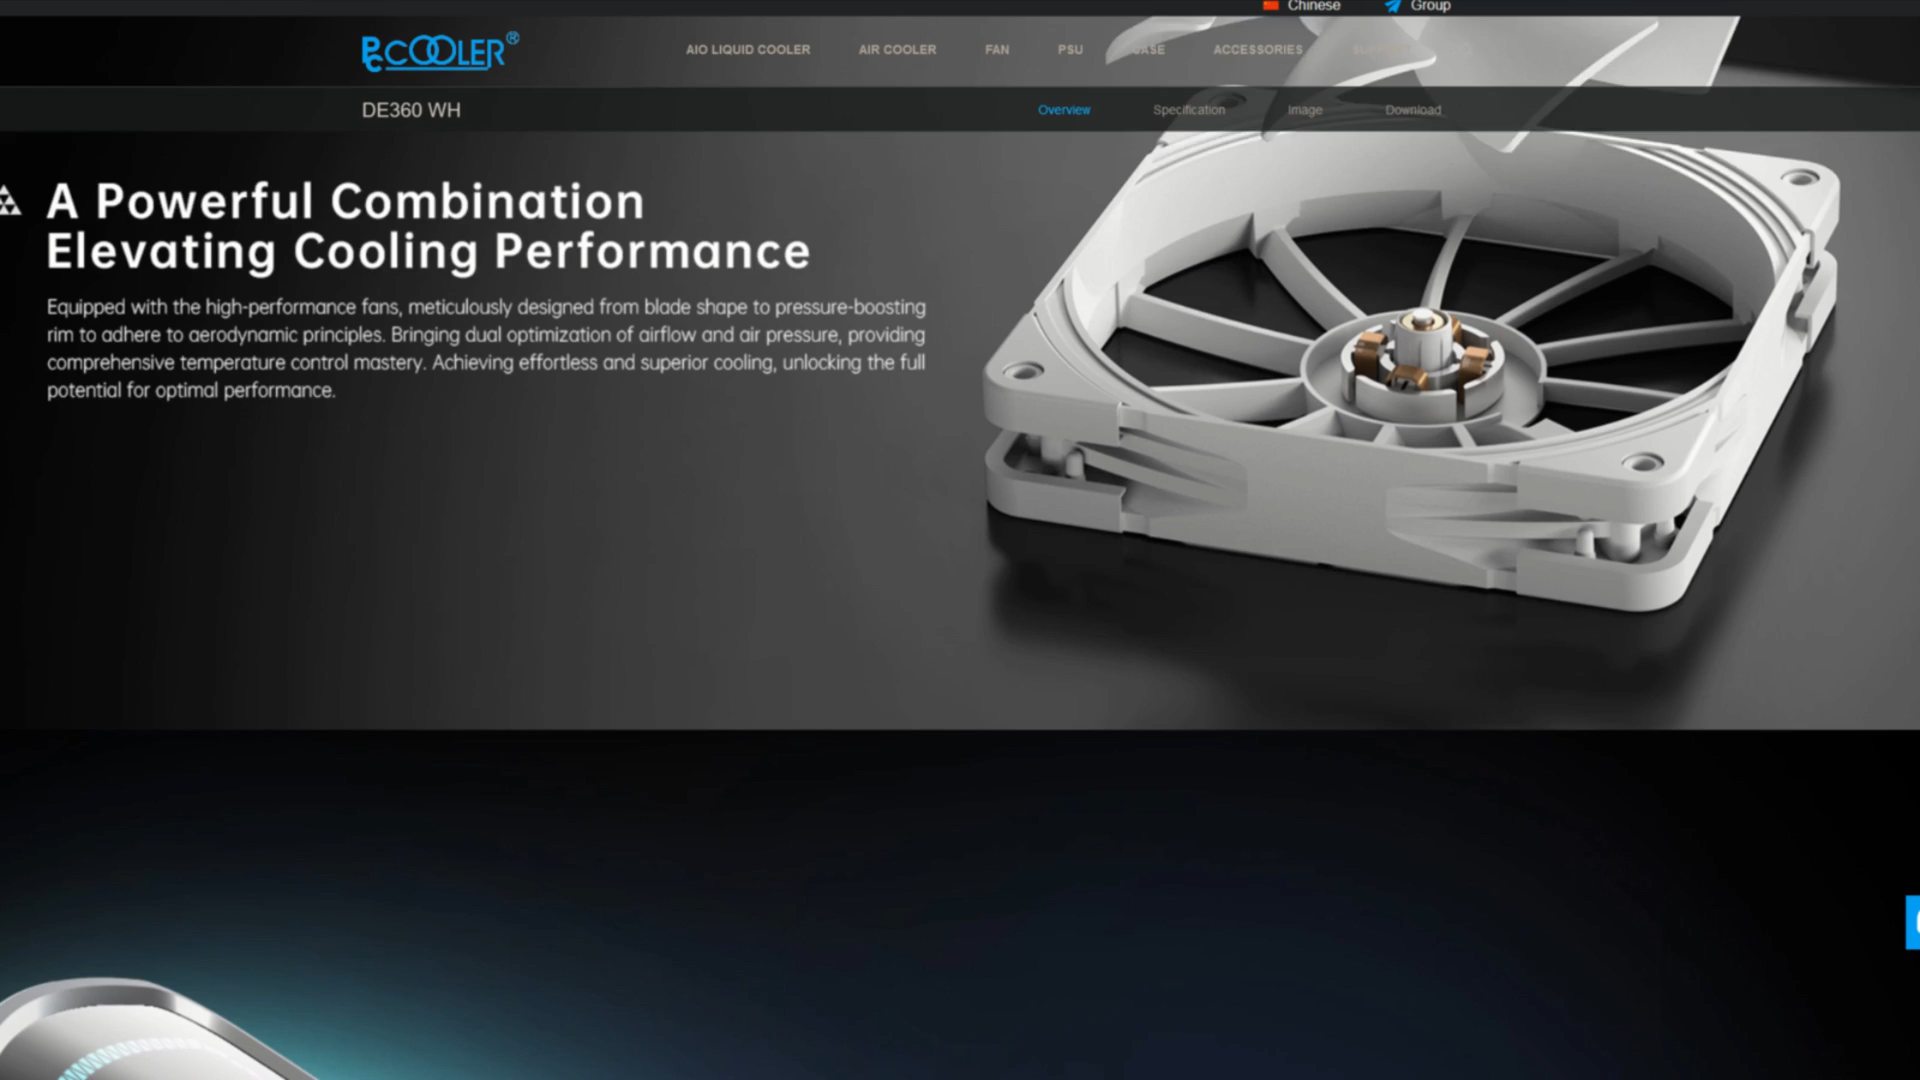 Chinese
Group
PCCOOLER®
AIO LIQUID COOLER
AIR COOLER
FAN
PSU
CASE
ACCESSORIES
DE360 WH
Overview
Specification
Image
Download
A Powerful Combination
Elevating Cooling Performance
Equipped with the high-performance fans, meticulously designed from blade shape to pressure-boosting
rim to adhere to aerodynamic principles. Bringing dual optimization of airflow and air pressure, providing
comprehensive temperature control mastery. Achieving effortless and superior cooling, unlocking the full
potential for optimal performance.